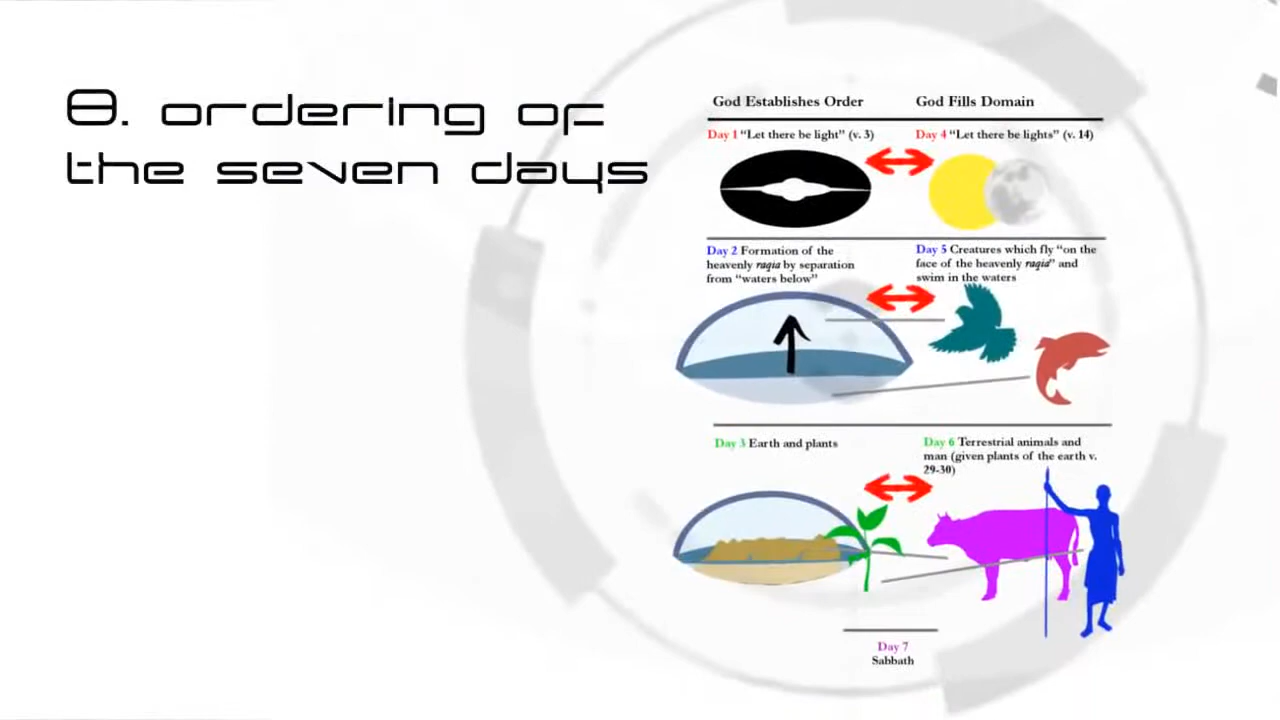 8. ordering of
the seven days
God Establishes Order
God Fills Domain
Day 1 “Let there be light” (v. 3)
Day 4 “Let there be lights” (v. 14)
Day 2 Formation of the
heavenly raqia by separation
from “waters below”
Day 5 Creatures which fly “on the
face of the heavenly raqia” and
swim in the waters
Day 3 Earth and plants
Day 6 Terrestrial animals and
man (given plants of the earth v.
29-30)
Day 7
Sabbath